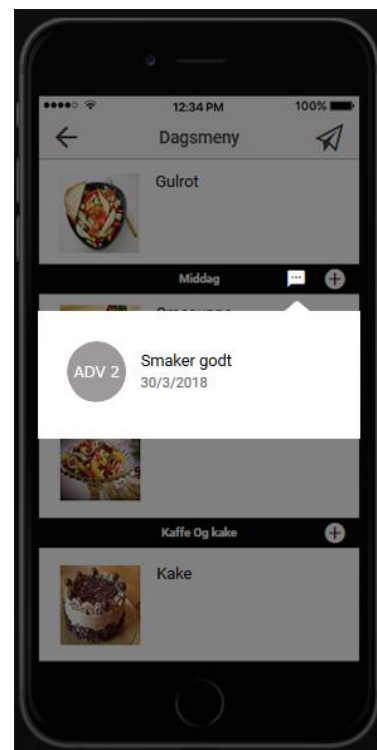 12:34 PM
100%
Dagsmeny
Gulrot
Middag
ADV 2
Smaker godt
30/3/2018
Kaffe Og kake
Kake